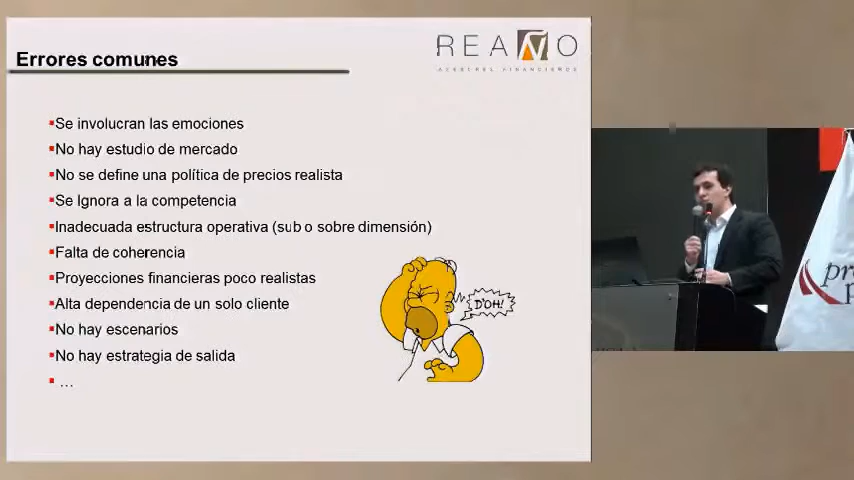 Errores comunes
REAÑO
ASESORES FINANCIEROS
Se involucran las emociones
No hay estudio de mercado
No se define una política de precios realista
Se Ignora a la competencia
Inadecuada estructura operativa (sub o sobre dimensión)
Falta de coherencia
Proyecciones financieras poco realistas
Alta dependencia de un solo cliente
No hay escenarios
No hay estrategia de salida
…
D'OH!